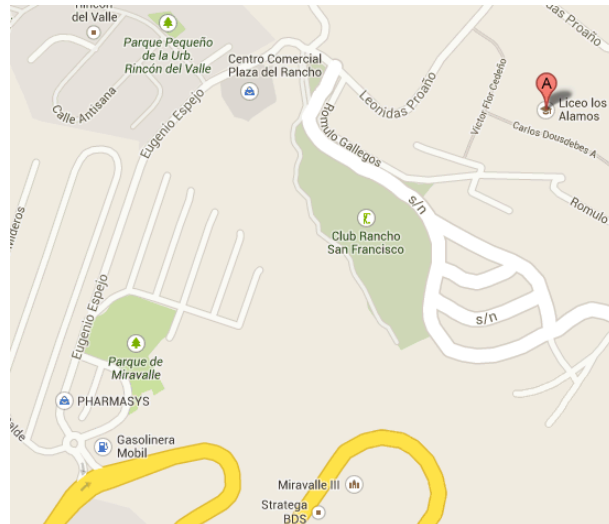 Rincón
del Valle
Parque Pequeño
de la Urb.
Rincón del Valle
Centro Comercial
Plaza del Rancho
Calle Antisana
Eugenio Espejo
Leonidas Proaño
Romulo Gallegos
Victor Flor Cedeño
A
Liceo los
Alamos
Carlos Dousdebes A
s/n
Romulo
Club Rancho
San Francisco
s/n
Eugenio Espejo
Parque de
Miravalle
PHARMASYS
Gasolinera
Mobil
Miravalle III
Stratega
BDS